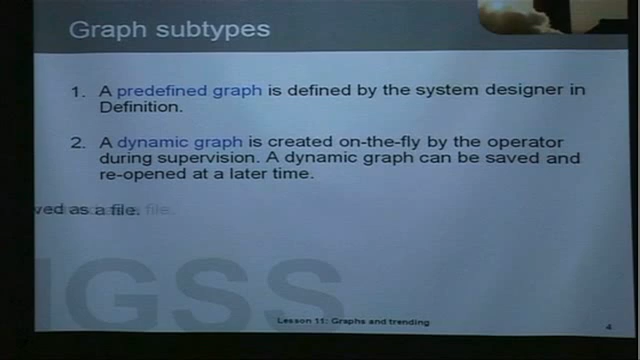 Graph subtypes
1. A predefined graph is defined by the system designer in
Definition.
2. A dynamic graph is created on-the-fly by the operator
during supervision. A dynamic graph can be saved and
re-opened at a later time.
ved as a file.
IGSS
Lesson 11: Graphs and trending
4